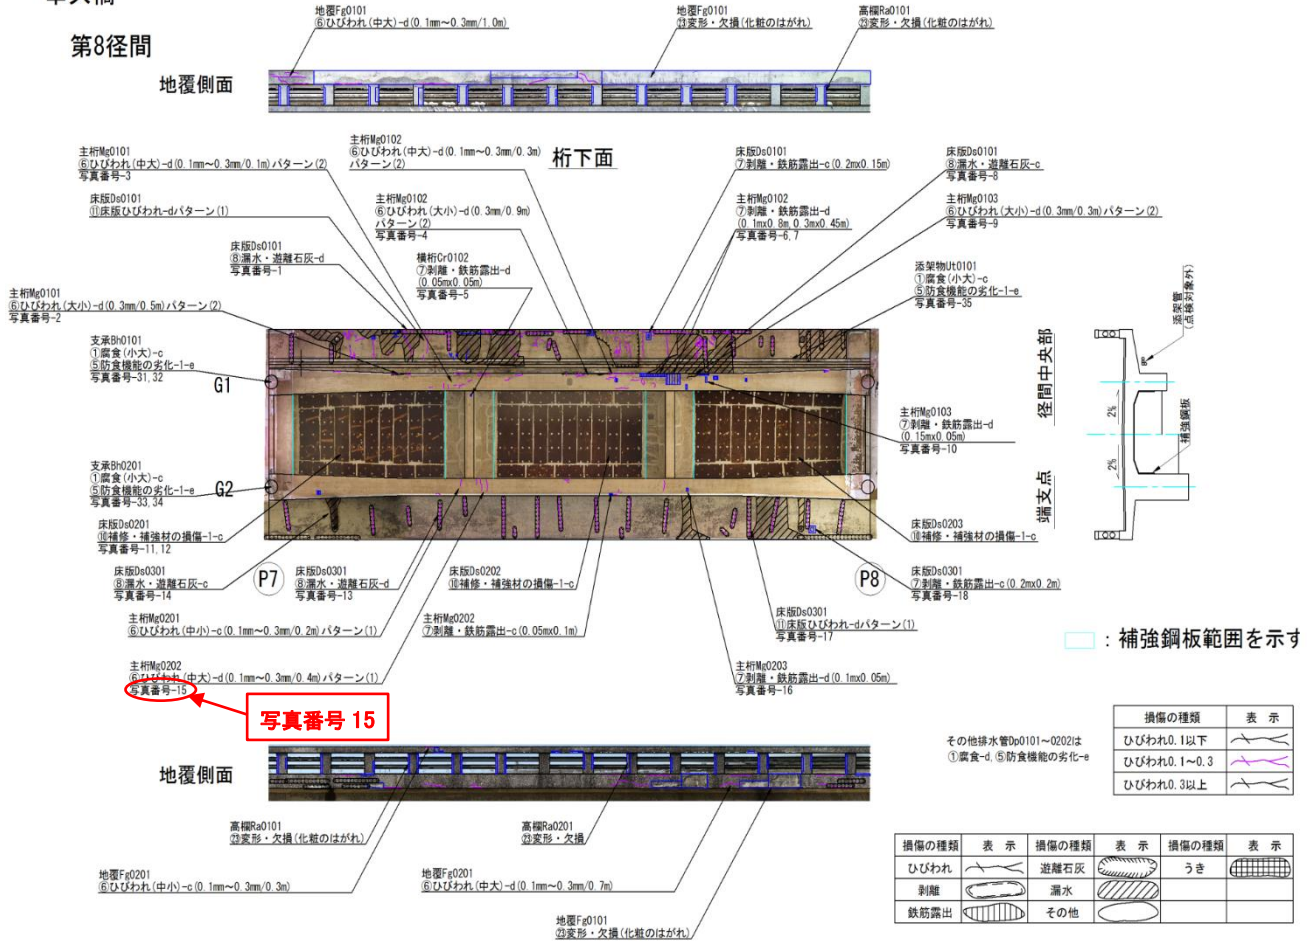 第8径間
地覆側面
地覆Fg0101
⑥ひびわれ(中大)-d(0.1mm~0.3mm/1.0m)
地覆Fg0101
㉓変形・欠損(化粧のはがれ)
高欄Ra0101
㉓変形・欠損(化粧のはがれ)
桁下面
主桁Mg0101
⑥ひびわれ(中大)-d(0.1mm~0.3mm/0.1m)パターン(2)
写真番号-3
主桁Mg0102
⑥ひびわれ(中大)-d(0.1mm~0.3mm/0.3m)
パターン(2)
床版Ds0101
⑦剥離・鉄筋露出-c(0.2mx0.15m)
床版Ds0101
⑧漏水・遊離石灰-c
写真番号-8
床版Ds0101
⑪床版ひびわれ-dパターン(1)
主桁Mg0102
⑥ひびわれ(大小)-d(0.3mm/0.9m)
パターン(2)
写真番号-4
主桁Mg0102
⑦剥離・鉄筋露出-d
(0.1mx0.8m,0.3mx0.45m)
写真番号-6,7
主桁Mg0103
⑥ひびわれ(大小)-d(0.3mm/0.3m)パターン(2)
写真番号-9
床版Ds0101
⑧漏水・遊離石灰-d
写真番号-1
横桁Cr0102
⑦剥離・鉄筋露出-d
(0.05mx0.05m)
写真番号-5
添架物Ut0101
①腐食(小大)-c
⑤防食機能の劣化-1-e
写真番号-35
主桁Mg0101
⑥ひびわれ(大小)-d(0.3mm/0.5m)パターン(2)
写真番号-2
支承Bh0101
①腐食(小大)-c
⑤防食機能の劣化-1-e
写真番号-31,32
G1
主桁Mg0103
⑦剥離・鉄筋露出-d
(0.15mx0.05m)
写真番号-10
径間中央部
端支点
添架管
(点検対象外)
2%
2%
補強鋼板
支承Bh0201
①腐食(小大)-c
⑤防食機能の劣化-1-e
写真番号-33,34
G2
床版Ds0201
⑩補修・補強材の損傷-1-c
写真番号-11,12
床版Ds0203
⑩補修・補強材の損傷-1-c
床版Ds0301
⑧漏水・遊離石灰-c
写真番号-14
P7
床版Ds0301
⑧漏水・遊離石灰-d
写真番号-13
床版Ds0202
⑩補修・補強材の損傷-1-c
P8
床版Ds0301
⑦剥離・鉄筋露出-c(0.2mx0.2m)
写真番号-18
主桁Mg0201
⑥ひびわれ(中小)-c(0.1mm~0.3mm/0.2m)パターン(1)
主桁Mg0202
⑦剥離・鉄筋露出-c(0.05mx0.1m)
床版Ds0301
⑪床版ひびわれ-dパターン(1)
写真番号-17
主桁Mg0202
⑥ひびわれ(中大)-d(0.1mm~0.3mm/0.4m)パターン(1)
写真番号-15
主桁Mg0203
⑦剥離・鉄筋露出-d(0.1mx0.05m)
写真番号-16
:補強鋼板範囲を示す
写真番号 15
地覆側面
その他排水管Dp0101~0202は
①腐食-d,⑤防食機能の劣化-e
損傷の種類 表 示
ひびわれ0.1以下
ひびわれ0.1~0.3
ひびわれ0.3以上
高欄Ra0101
㉓変形・欠損(化粧のはがれ)
高欄Ra0201
㉓変形・欠損
地覆Fg0201
⑥ひびわれ(中小)-c(0.1mm~0.3mm/0.3m)
地覆Fg0201
⑥ひびわれ(中大)-d(0.1mm~0.3mm/0.7m)
地覆Fg0101
㉓変形・欠損(化粧のはがれ)
損傷の種類 表 示 損傷の種類 表 示 損傷の種類 表 示
ひびわれ 遊離石灰 うき
剥離 漏水
鉄筋露出 その他